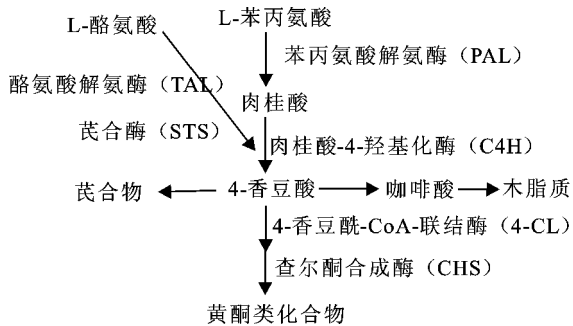 L-酪氨酸
L-苯丙氨酸
苯丙氨酸解氨酶（PAL）
酪氨酸解氨酶（TAL）
肉桂酸
芪合酶（STS）
肉桂酸-4-羟基化酶（C4H）
芪合物
4-香豆酸
咖啡酸
木脂质
4-香豆酰-CoA-联结酶（4-CL）
查尔酮合成酶（CHS）
黄酮类化合物